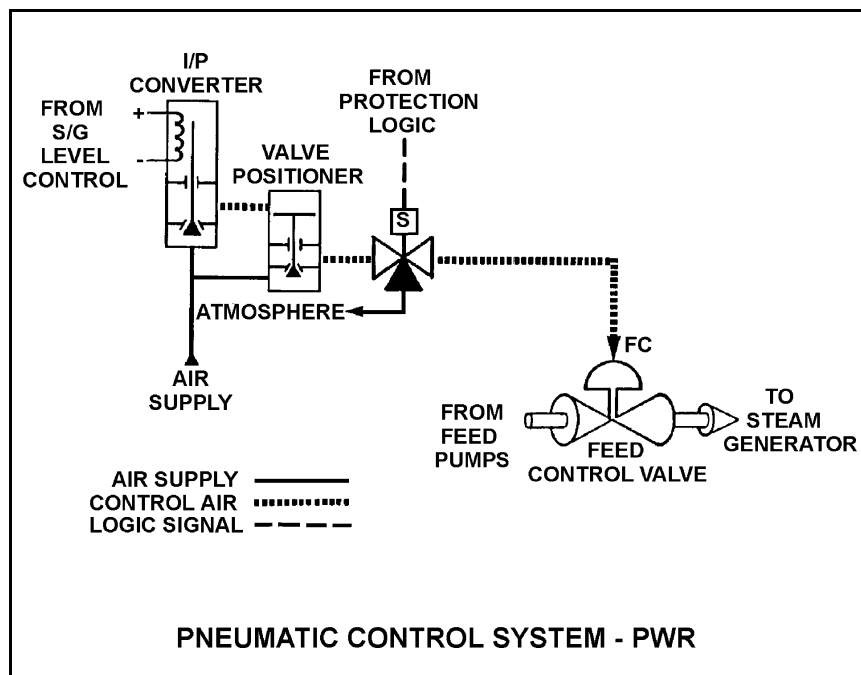 I/P
CONVERTER
FROM
S/G
LEVEL
CONTROL
+
-
VALVE
POSITIONER
FROM
PROTECTION
LOGIC
S
ATMOSPHERE
AIR
SUPPLY
FC
FROM
FEED
PUMPS
FEED
CONTROL VALVE
TO
STEAM
GENERATOR
AIR SUPPLY
CONTROL AIR
LOGIC SIGNAL
PNEUMATIC CONTROL SYSTEM - PWR